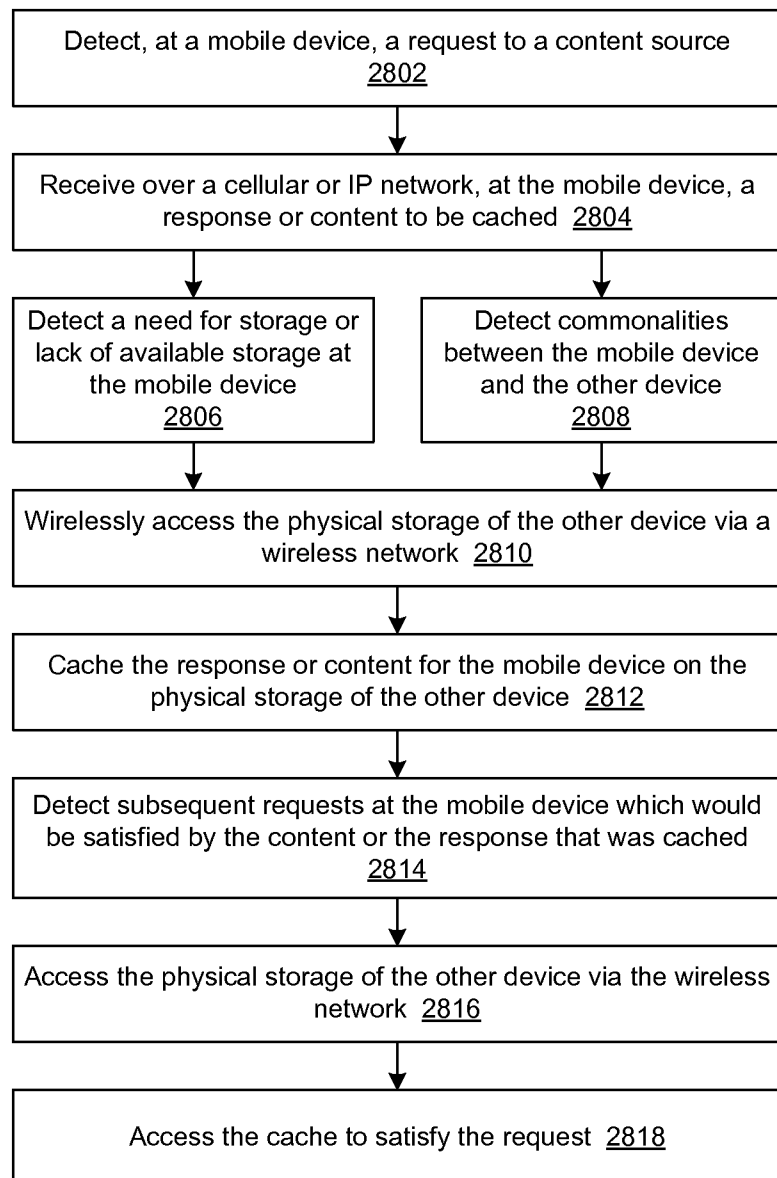 Detect, at a mobile device, a request to a content source
2802
Receive over a cellular or IP network, at the mobile device, a
response or content to be cached 2804
Detect a need for storage or
lack of available storage at
the mobile device
2806
Detect commonalities
between the mobile device
and the other device
2808
Wirelessly access the physical storage of the other device via a
wireless network 2810
Cache the response or content for the mobile device on the
physical storage of the other device 2812
Detect subsequent requests at the mobile device which would
be satisfied by the content or the response that was cached
2814
Access the physical storage of the other device via the wireless
network 2816
Access the cache to satisfy the request 2818